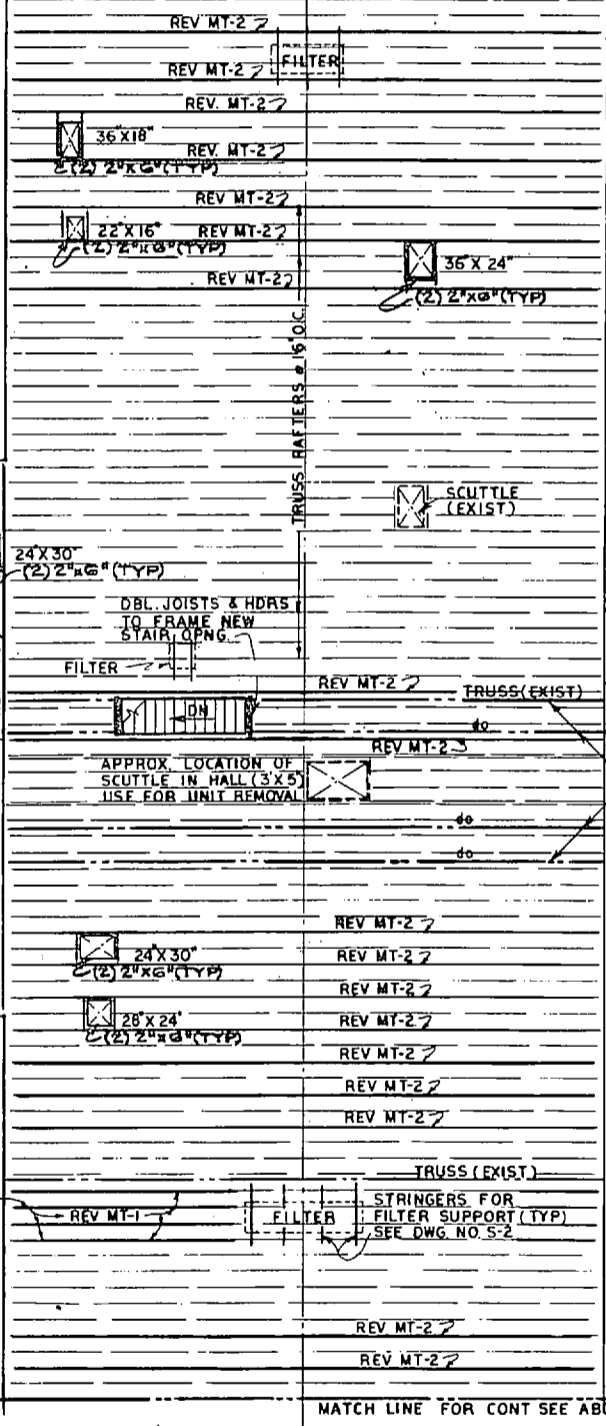 REV MT-2
FILTER
REV MT-2
REV. MT-2
36"X18"
REV. MT-2
(2) 2"x6"(TYP)
REV MT-2
22"X16"
REV MT-2
(2) 2"x6"(TYP)
36"X 24"
REV MT-2
(2) 2"x6"(TYP)
TRUSS RAFTERS @ 16"O.C.
SCUTTLE
(EXIST)
24"X30"
(2) 2"x6"(TYP)
DBL. JOISTS & HDRS
TO FRAME NEW
STAIR OPNG.
FILTER
REV MT-2
TRUSS(EXIST)
DN
do
REV MT-2
APPROX. LOCATION OF
SCUTTLE IN HALL (3'X5')
USE FOR UNIT REMOVAL
do
do
REV MT-2
24"X30"
REV MT-2
(2) 2"x6"(TYP)
REV MT-2
28"X24"
REV MT-2
(2) 2"x6"(TYP)
REV MT-2
REV MT-2
REV MT-2
TRUSS (EXIST)
REV MT-1
FILTER
STRINGERS FOR
FILTER SUPPORT (TYP)
SEE DWG. NO. S-2
REV MT-2
REV MT-2
MATCH LINE FOR CONT SEE